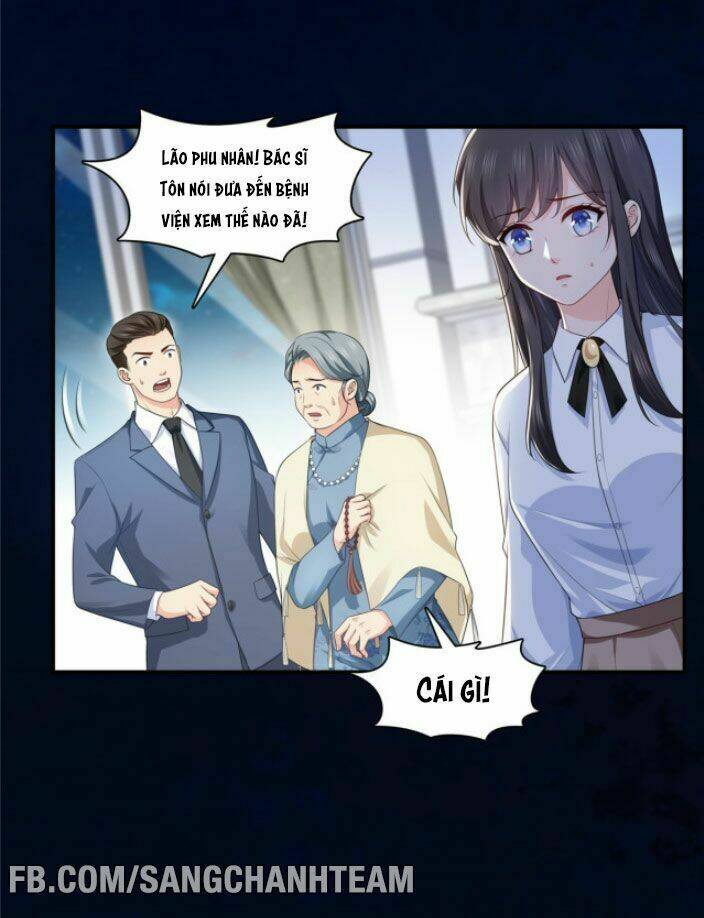 LÃO PHU NHÂN! BÁC SĨ
TÔN NÓI ĐƯA ĐẾN BỆNH
VIỆN XEM THẾ NÀO ĐÃ!
CÁI GÌ!
FB.COM/SANGCHANHTEAM